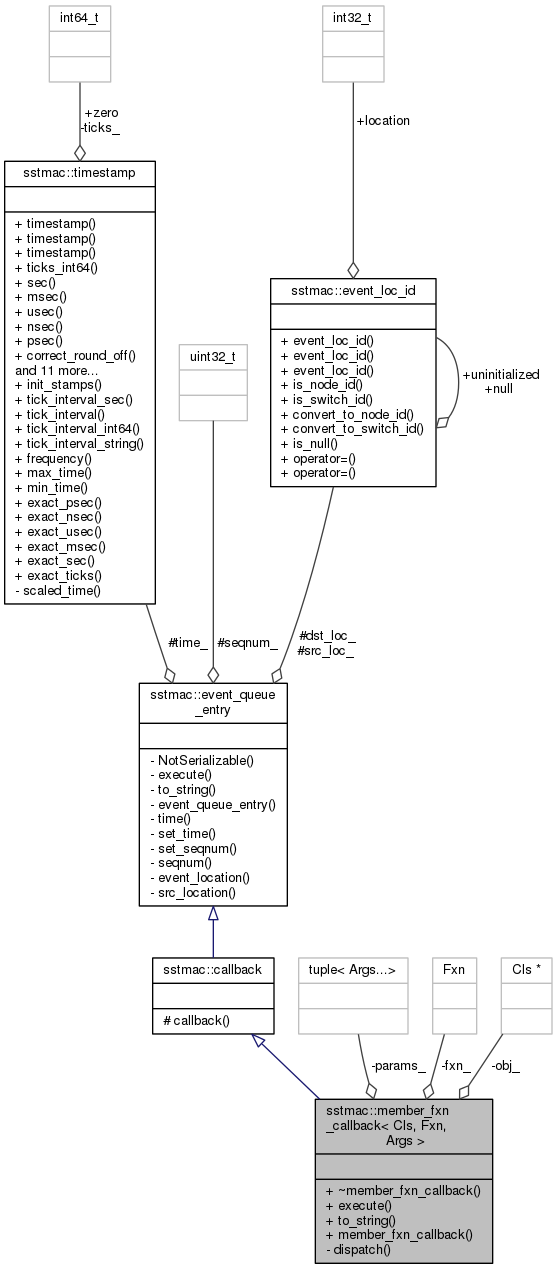 int64_t
int32_t
+zero
-ticks_
+location
sstmac::timestamp
+ timestamp()
+ timestamp()
+ timestamp()
+ ticks_int64()
+ sec()
+ msec()
+ usec()
+ nsec()
+ psec()
+ correct_round_off()
and 11 more...
+ init_stamps()
+ tick_interval_sec()
+ tick_interval()
+ tick_interval_int64()
+ tick_interval_string()
+ frequency()
+ max_time()
+ min_time()
+ exact_psec()
+ exact_nsec()
+ exact_usec()
+ exact_msec()
+ exact_sec()
+ exact_ticks()
- scaled_time()
uint32_t
sstmac::event_loc_id
+ event_loc_id()
+ event_loc_id()
+ event_loc_id()
+ is_node_id()
+ is_switch_id()
+ convert_to_node_id()
+ convert_to_switch_id()
+ is_null()
+ operator=()
+ operator=()
+uninitialized
+null
#time_
#seqnum_
#dst_loc_
#src_loc_
sstmac::event_queue
_entry
- NotSerializable()
- execute()
- to_string()
- event_queue_entry()
- time()
- set_time()
- set_seqnum()
- seqnum()
- event_location()
- src_location()
sstmac::callback
# callback()
tuple< Args...>
Fxn
Cls *
-params_
-fxn_
-obj_
sstmac::member_fxn
_callback< Cls, Fxn,
Args >
+ ~member_fxn_callback()
+ execute()
+ to_string()
+ member_fxn_callback()
- dispatch()